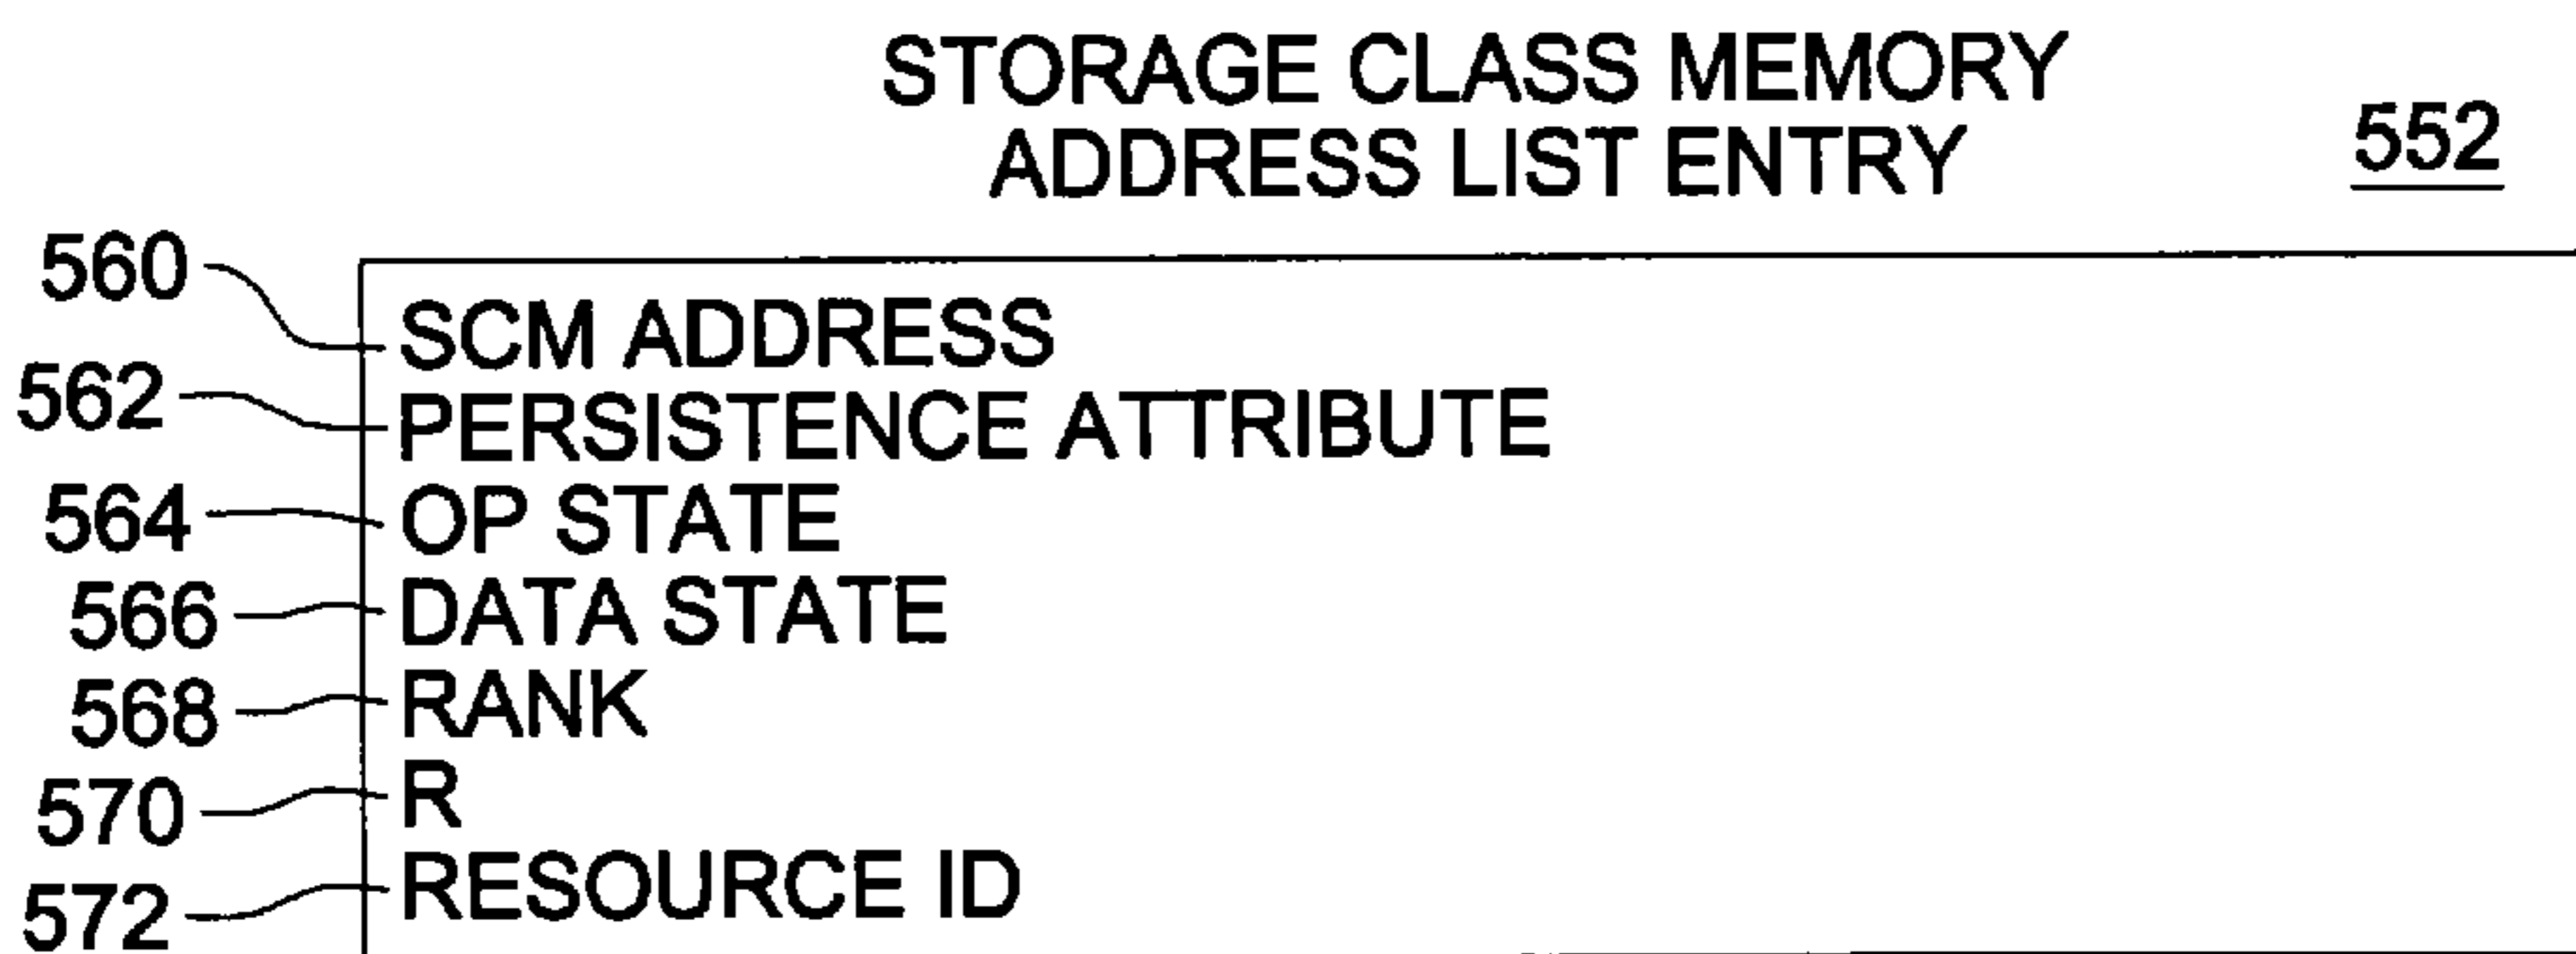 STORAGE CLASS MEMORY
ADDRESS LIST ENTRY
552
560 SCM ADDRESS
562 PERSISTENCE ATTRIBUTE
564 OP STATE
566 DATA STATE
568 RANK
570 R
572 RESOURCE ID